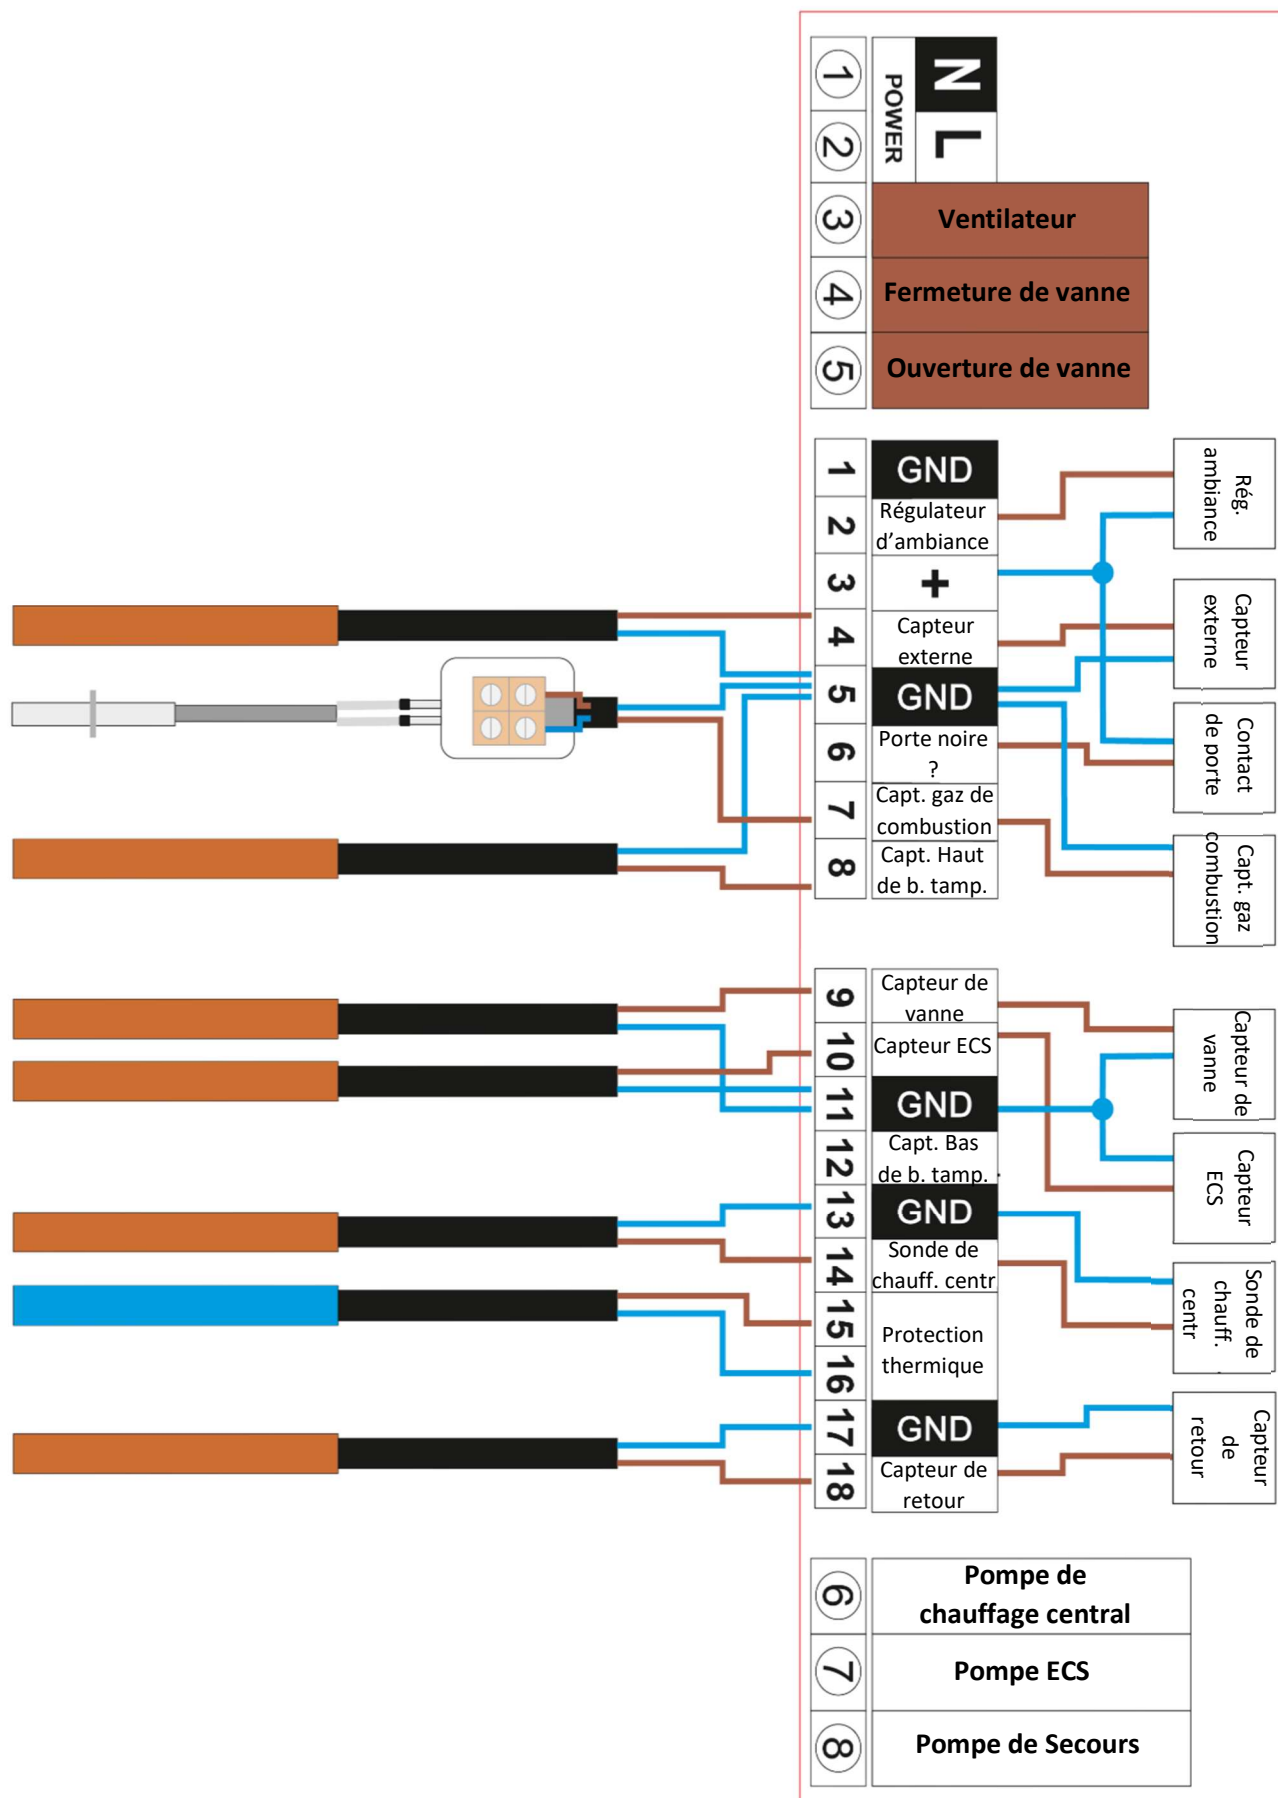 1
POWER
N
2
L
3
Ventilateur
4
Fermeture de vanne
5
Ouverture de vanne
1
GND
2
Régulateur
d'ambiance
3
+
4
Capteur
externe
5
GND
6
Porte noire
?
7
Capt. gaz de
combustion
8
Capt. Haut
de b. tamp.
Rég.
ambiance
Capteur
externe
Contact
de porte
Capt. gaz
combustion
9
Capteur de
vanne
10
Capteur ECS
11
GND
12
Capt. Bas
de b. tamp.
13
GND
14
Sonde de
chauff. centr
15
16
Protection
thermique
17
GND
18
Capteur de
retour
Capteur de
vanne
Capteur
ECS
Sonde de
chauff.
centr
Capteur
de
retour
6
Pompe de
chauffage central
7
Pompe ECS
8
Pompe de Secours